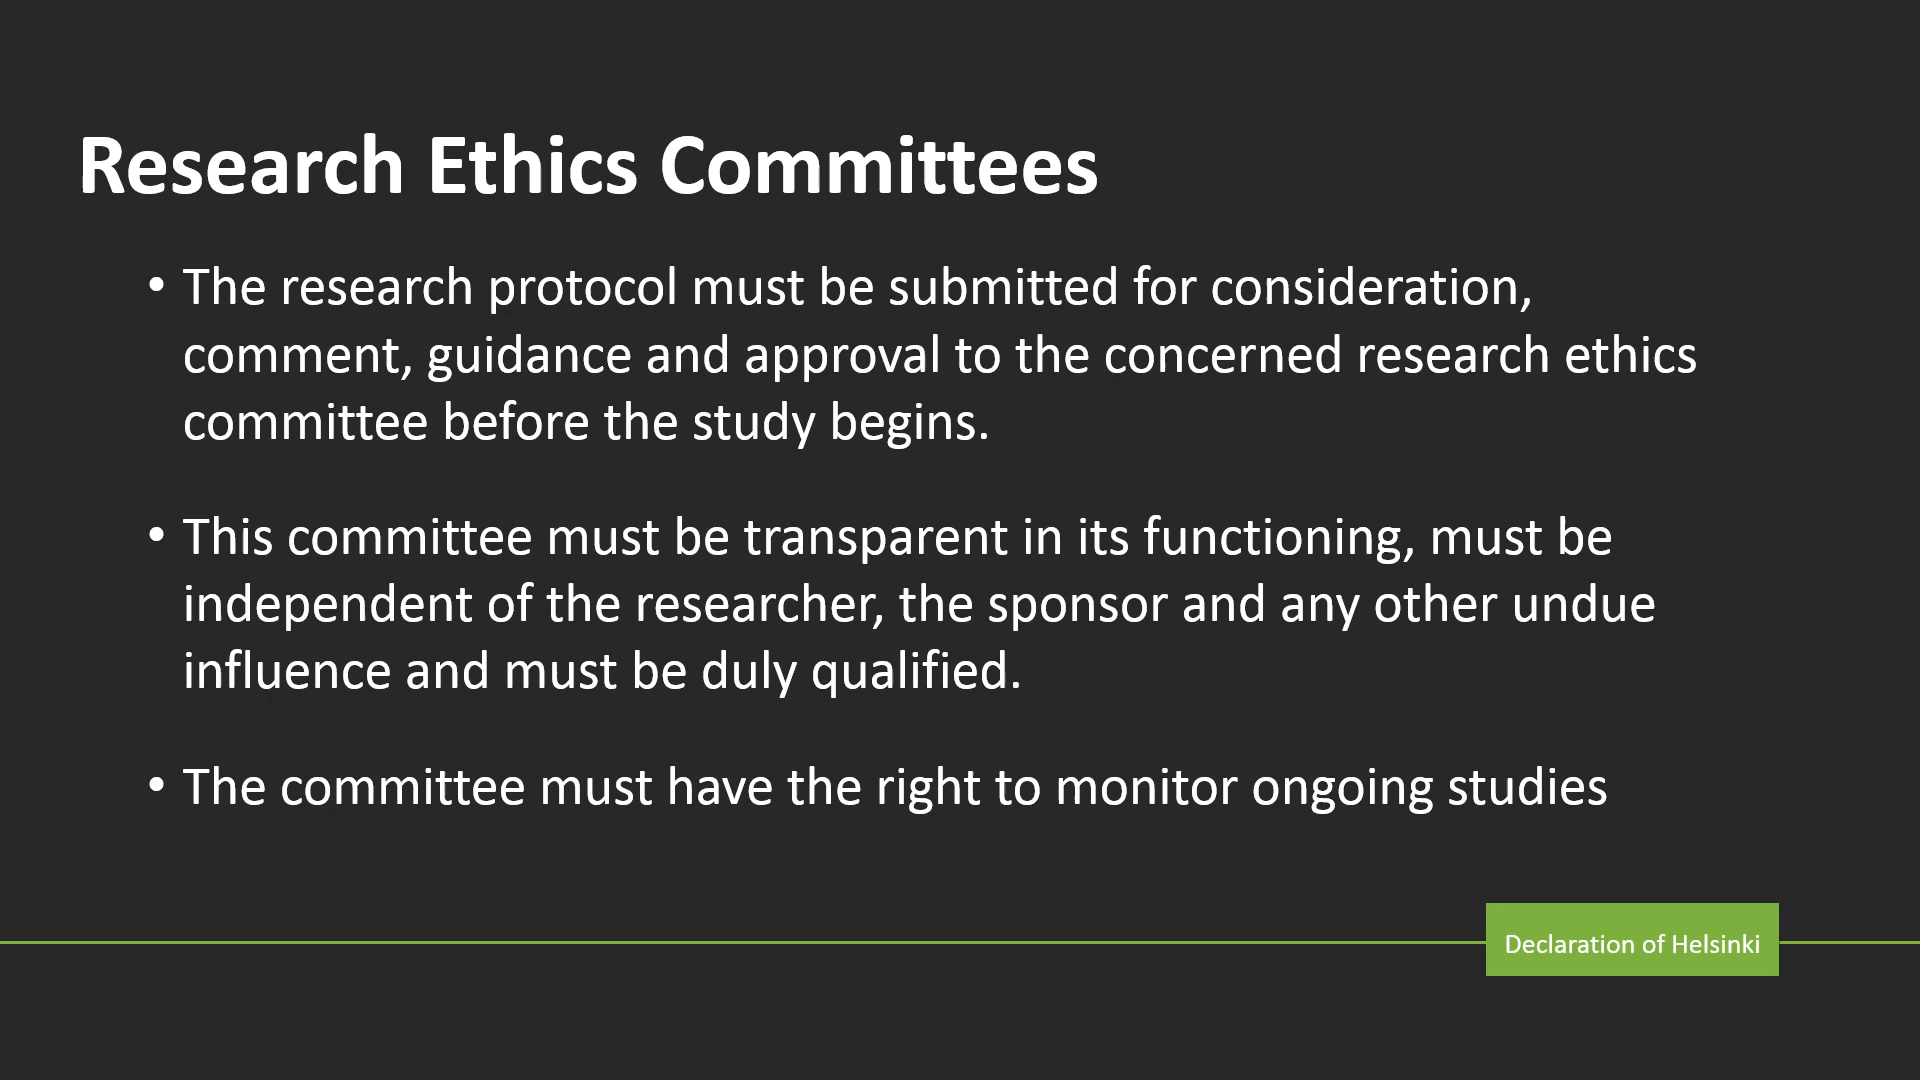 Research Ethics Committees
• The research protocol must be submitted for consideration,
comment, guidance and approval to the concerned research ethics
committee before the study begins.
• This committee must be transparent in its functioning, must be
independent of the researcher, the sponsor and any other undue
influence and must be duly qualified.
• The committee must have the right to monitor ongoing studies
Declaration of Helsinki